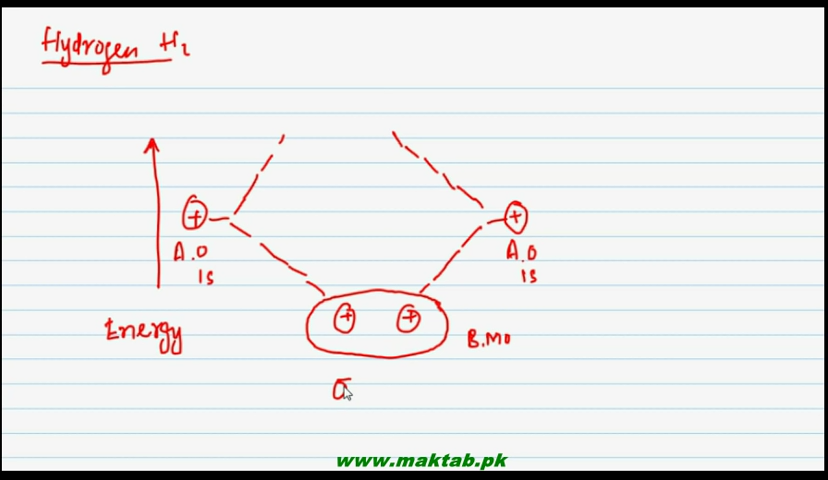 Hydrogen H₂
+ +
A.O A.O
1s 1s
+ +
Energy
B.MO
σ
www.maktab.pk